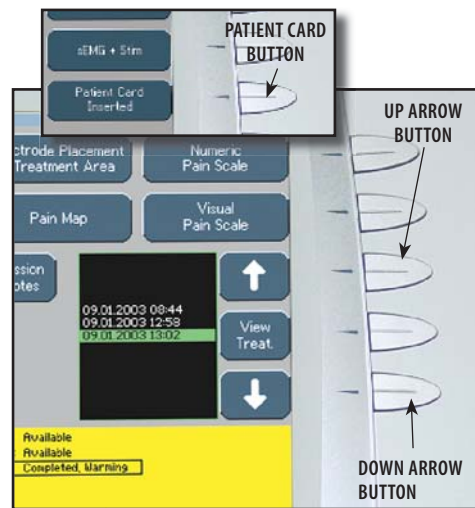 PATIENT CARD
BUTTON
sEMG + Stim
Patient Card
Inserted
UP ARROW
BUTTON
ctrode Placement
Treatment Area
Numeric
Pain Scale
Pain Map
Visual
Pain Scale
ssion
otes
09.01.2003 08:44
09.01.2003 12:58
09.01.2003 13:02
View
Treat.
Available
Available
Completed, Warning
DOWN ARROW
BUTTON